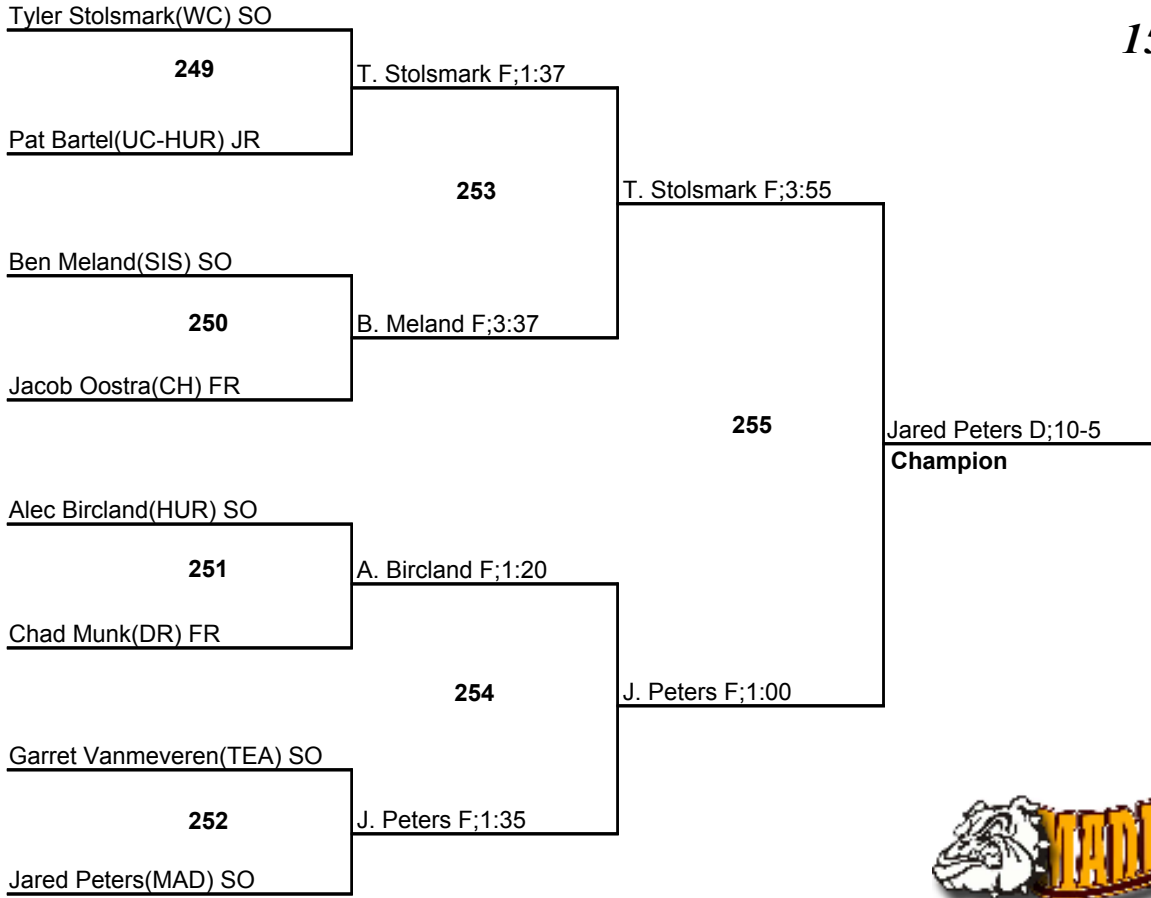 Tyler Stolsmark(WC) SO
15
249
T. Stolsmark F;1:37
Pat Bartel(UC-HUR) JR
253
T. Stolsmark F;3:55
Ben Meland(SIS) SO
250
B. Meland F;3:37
Jacob Oostra(CH) FR
255
Jared Peters D;10-5
Champion
Alec Bircland(HUR) SO
251
A. Bircland F;1:20
Chad Munk(DR) FR
254
J. Peters F;1:00
Garret Vanmeveren(TEA) SO
252
J. Peters F;1:35
Jared Peters(MAD) SO